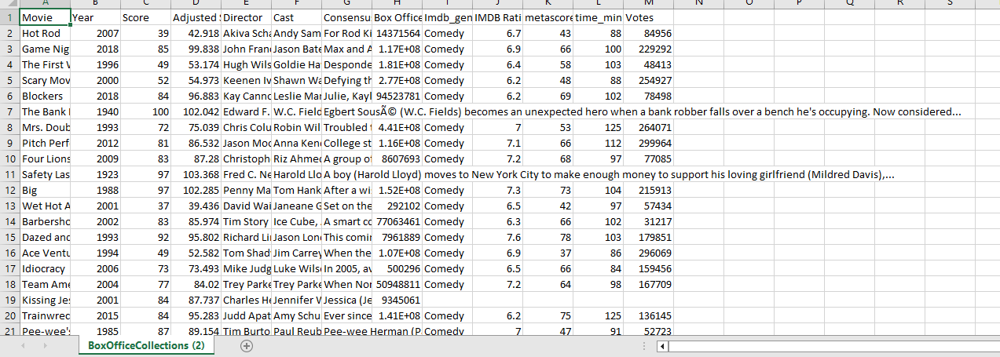 A B C D E F G H I J K L M N O P Q R S
1 Movie Year Score Adjusted Director Cast Consensu Box Office Imdb_gen IMDB Rati metascore time_min Votes
2 Hot Rod 2007 39 42.918 Akiva Scha Andy Sam For Rod Ki 14371564 Comedy 6.7 43 88 84956
3 Game Nig 2018 85 99.838 John Fran Jason Bate Max and A 1.17E+08 Comedy 6.9 66 100 229292
4 The First 1996 49 53.174 Hugh Wils Goldie Ha Desponde 1.81E+08 Comedy 6.4 58 103 48413
5 Scary Mov 2000 52 54.973 Keenen Iv Shawn Wa Defying th 2.77E+08 Comedy 6.2 48 88 254927
6 Blockers 2018 84 96.883 Kay Canno Leslie Mar Julie, Kayl 94523781 Comedy 6.2 69 102 78498
7 The Bank 1940 100 102.042 Edward F. W.C. Field Egbert SousÃ© (W.C. Fields) becomes an unexpected hero when a bank robber falls over a bench he's occupying. Now considered...
8 Mrs. Doub 1993 72 75.039 Chris Colu Robin Wil Troubled 4.41E+08 Comedy 7 53 125 264071
9 Pitch Perf 2012 81 86.532 Jason Moo Anna Ken College st 1.16E+08 Comedy 7.1 66 112 299964
10 Four Lions 2009 83 87.28 Christoph Riz Ahmed A group of 8607693 Comedy 7.2 68 97 77085
11 Safety Las 1923 97 103.368 Fred C. Ne Harold Llo A boy (Harold Lloyd) moves to New York City to make enough money to support his loving girlfriend (Mildred Davis),...
12 Big 1988 97 102.285 Penny Ma Tom Hank After a wi 1.52E+08 Comedy 7.3 73 104 215913
13 Wet Hot A 2001 37 39.436 David Wai Janeane G Set on the 292102 Comedy 6.5 42 97 57434
14 Barbersho 2002 83 85.974 Tim Story Ice Cube, A smart co 77063461 Comedy 6.3 66 102 31217
15 Dazed and 1993 92 95.802 Richard Li Jason Lon This comi 7961889 Comedy 7.6 78 103 179851
16 Ace Ventu 1994 49 52.582 Tom Shad Jim Carrey When the 1.07E+08 Comedy 6.9 37 86 296069
17 Idiocracy 2006 73 73.493 Mike Judg Luke Wils In 2005, av 500296 Comedy 6.5 66 84 159456
18 Team Ame 2004 77 84.02 Trey Parke Trey Parke When Nor 50948811 Comedy 7.2 64 98 167709
19 Kissing Jes 2001 84 87.737 Charles He Jennifer Jessica (Je 9345061
20 Trainwrec 2015 84 95.283 Judd Apat Amy Schu Ever since 1.41E+08 Comedy 6.2 75 125 136145
21 Pee-wee's 1985 87 89.154 Tim Burto Paul Reub Pee-wee Herman (P Comedy 7 47 91 52723
BoxOfficeCollections (2)